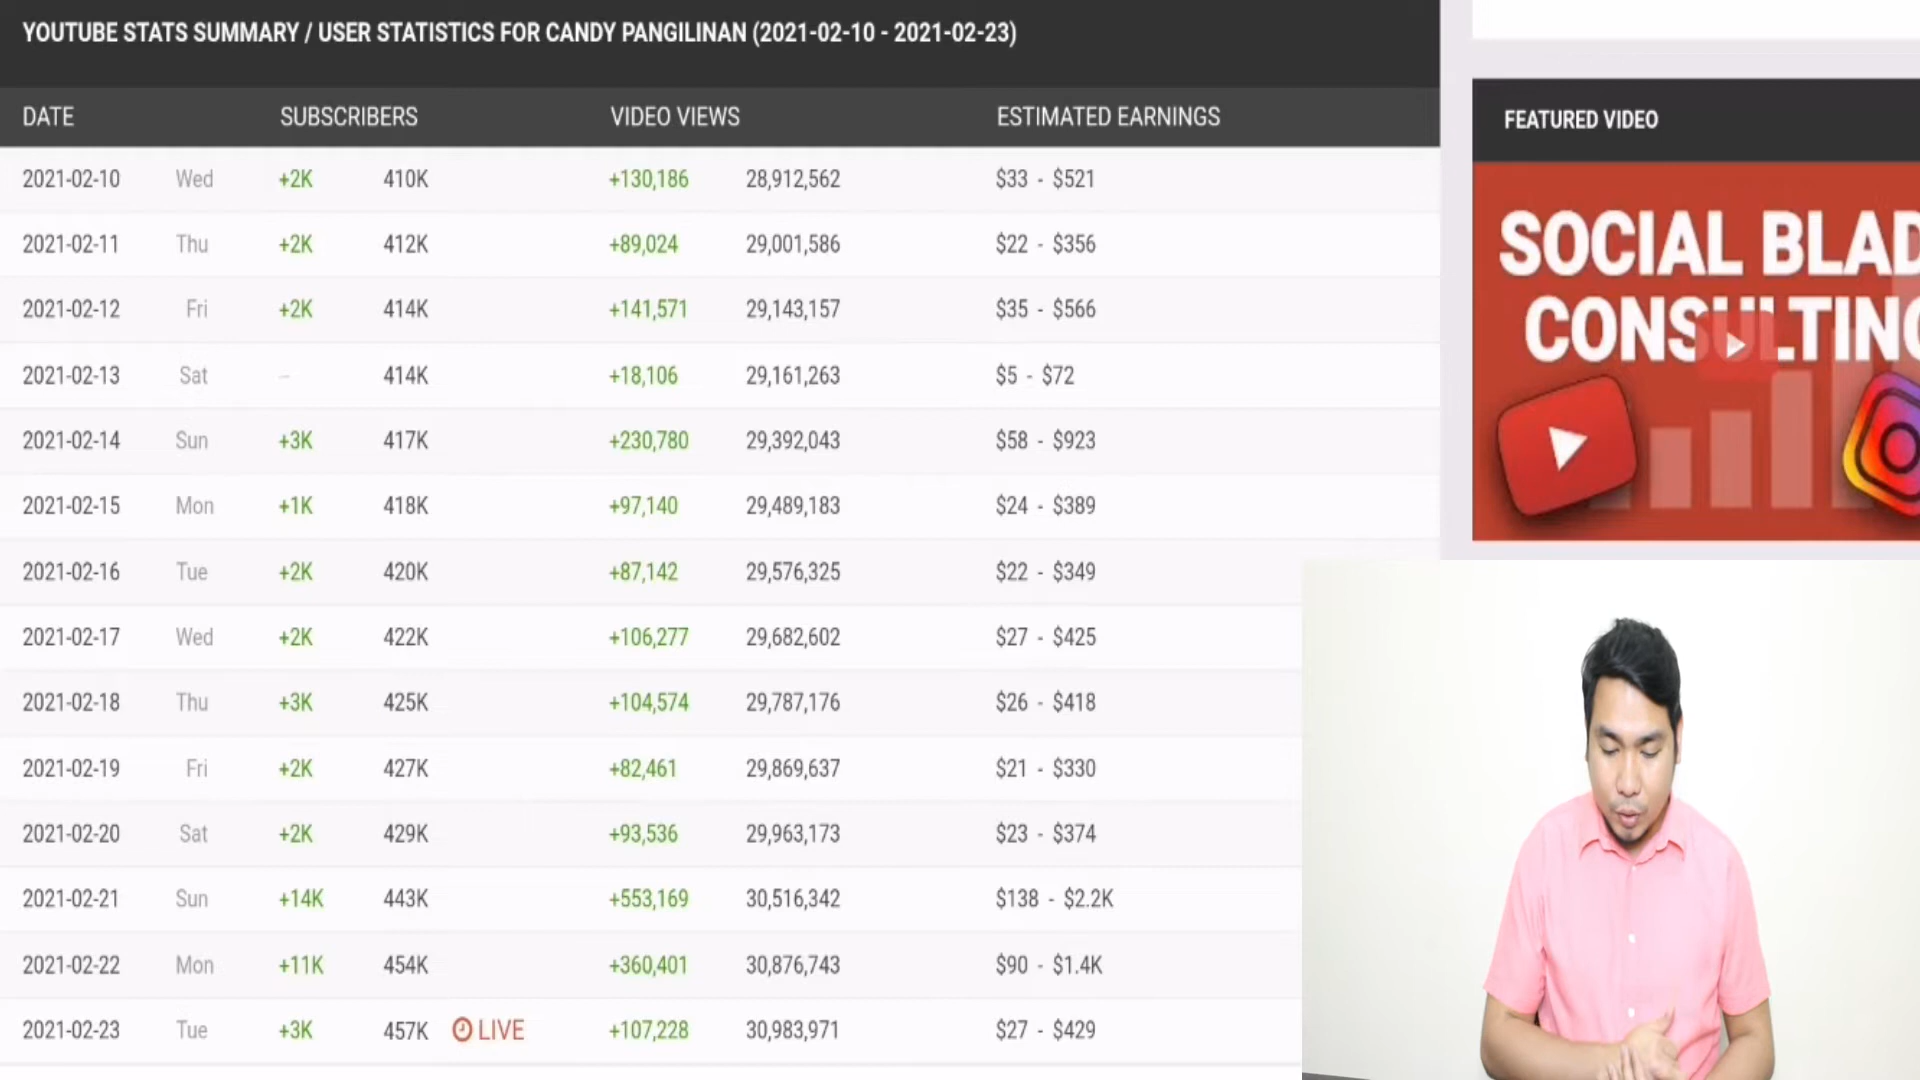 YOUTUBE STATS SUMMARY / USER STATISTICS FOR CANDY PANGILINAN (2021-02-10 - 2021-02-23)
DATE SUBSCRIBERS VIDEO VIEWS ESTIMATED EARNINGS
2021-02-10 Wed +2K 410K +130,186 28,912,562 $33 - $521
2021-02-11 Thu +2K 412K +89,024 29,001,586 $22 - $356
2021-02-12 Fri +2K 414K +141,571 29,143,157 $35 - $566
2021-02-13 Sat -- 414K +18,106 29,161,263 $5 - $72
2021-02-14 Sun +3K 417K +230,780 29,392,043 $58 - $923
2021-02-15 Mon +1K 418K +97,140 29,489,183 $24 - $389
2021-02-16 Tue +2K 420K +87,142 29,576,325 $22 - $349
2021-02-17 Wed +2K 422K +106,277 29,682,602 $27 - $425
2021-02-18 Thu +3K 425K +104,574 29,787,176 $26 - $418
2021-02-19 Fri +2K 427K +82,461 29,869,637 $21 - $330
2021-02-20 Sat +2K 429K +93,536 29,963,173 $23 - $374
2021-02-21 Sun +14K 443K +553,169 30,516,342 $138 - $2.2K
2021-02-22 Mon +11K 454K +360,401 30,876,743 $90 - $1.4K
2021-02-23 Tue +3K 457K LIVE +107,228 30,983,971 $27 - $429
FEATURED VIDEO
SOCIAL BLAD
CONSULTING